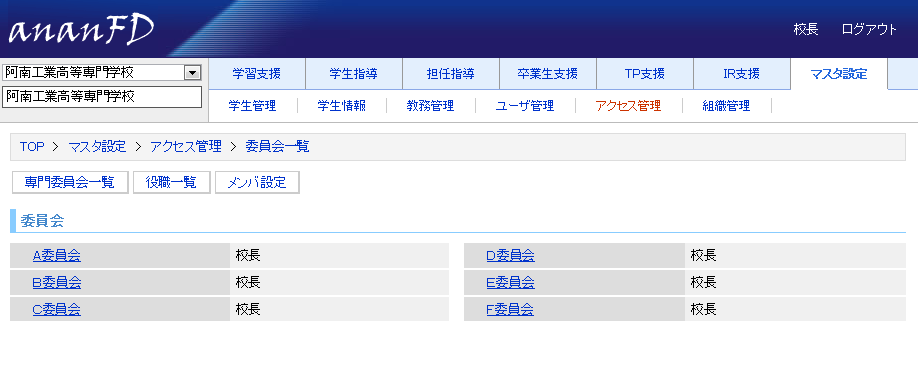 ananFD
校長 ログアウト
阿南工業高等専門学校
阿南工業高等専門学校
学習支援 学生指導 担任指導 卒業生支援 TP支援 IR支援 マスタ設定
学生管理 学生情報 教務管理 ユーザ管理 アクセス管理 組織管理
TOP > マスタ設定 > アクセス管理 > 委員会一覧
専門委員会一覧 役職一覧 メンバ設定
委員会
A委員会 校長 D委員会 校長
B委員会 校長 E委員会 校長
C委員会 校長 F委員会 校長